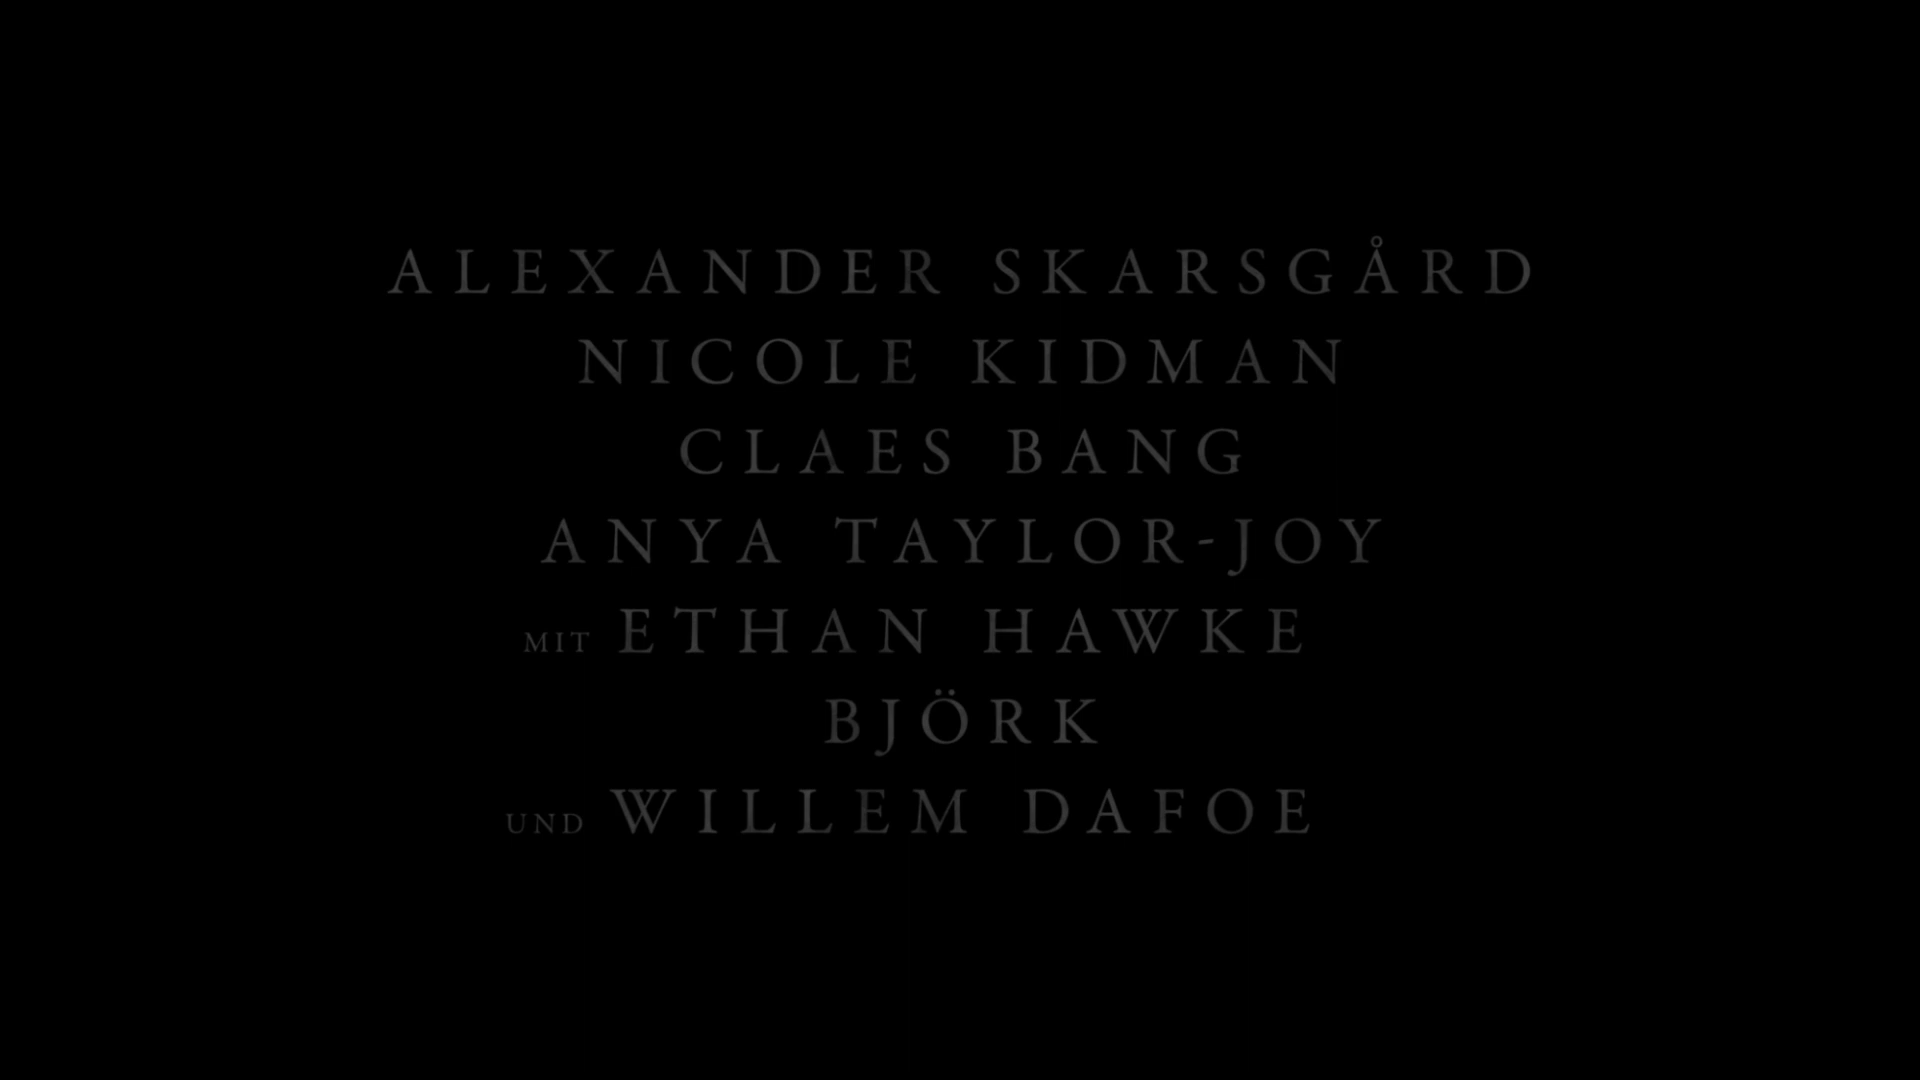 ALEXANDER SKARSGÅRD
NICOLE KIDMAN
CLAES BANG
ANYA TAYLOR-JOY
MIT ETHAN HAWKE
BJÖRK
UND WILLEM DAFOE